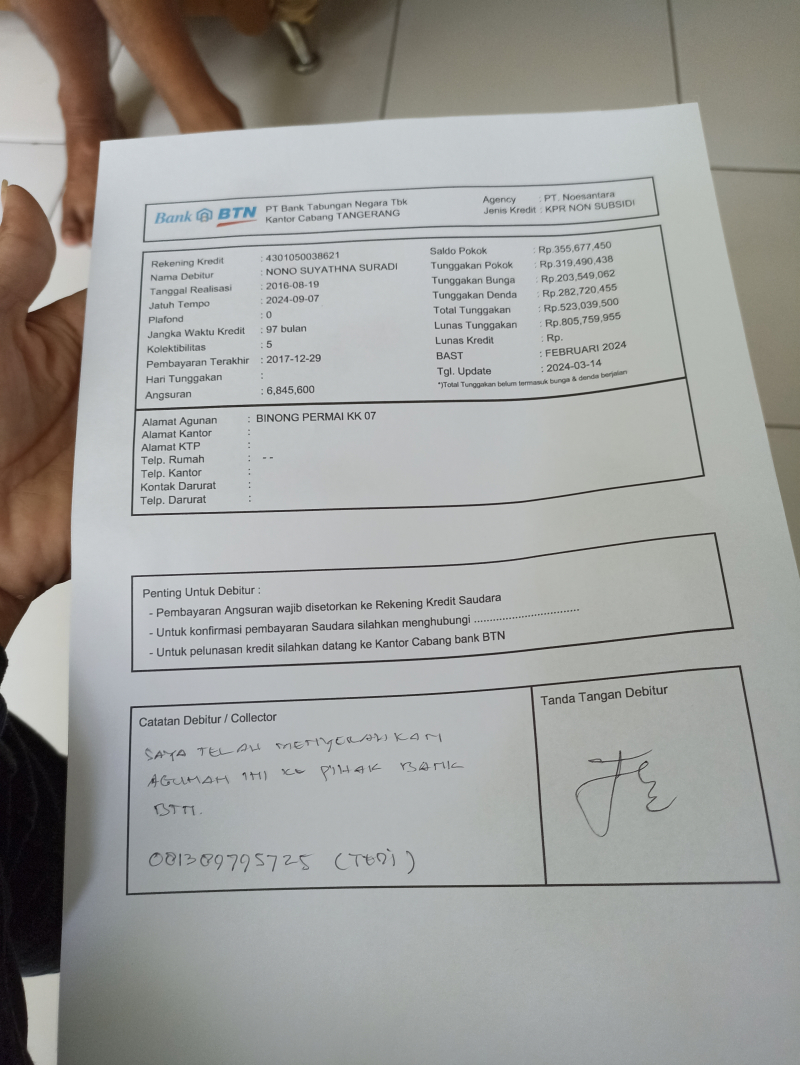 Bank BTN
PT Bank Tabungan Negara Tbk
Kantor Cabang TANGERANG
Agency : PT. Noesantara
Jenis Kredit : KPR NON SUBSIDI
Rekening Kredit : 4301050038621
Nama Debitur : NONO SUYATHNA SURADI
Tanggal Realisasi : 2016-08-19
Jatuh Tempo : 2024-09-07
Plafond : 0
Jangka Waktu Kredit : 97 bulan
Kolektibilitas : 5
Pembayaran Terakhir : 2017-12-29
Hari Tunggakan :
Angsuran : 6,845,600
Saldo Pokok : Rp.355,677,450
Tunggakan Pokok : Rp.319,490,438
Tunggakan Bunga : Rp.203,549,062
Tunggakan Denda : Rp.282,720,455
Total Tunggakan : Rp.523,039,500
Lunas Tunggakan : Rp.805,759,955
Lunas Kredit : Rp.
BAST : FEBRUARI 2024
Tgl. Update : 2024-03-14
*)Total Tunggakan belum termasuk bunga & denda berjalan
Alamat Agunan : BINONG PERMAI KK 07
Alamat Kantor :
Alamat KTP :
Telp. Rumah : - -
Telp. Kantor :
Kontak Darurat :
Telp. Darurat :
Penting Untuk Debitur :
- Pembayaran Angsuran wajib disetorkan ke Rekening Kredit Saudara
- Untuk konfirmasi pembayaran Saudara silahkan menghubungi ................................
- Untuk pelunasan kredit silahkan datang ke Kantor Cabang bank BTN
Catatan Debitur / Collector
SAYA TELAH MENYERAHKAN
AGUNAN INI KE PIHAK BANK
BTN.
081389795725 (TEDI)
Tanda Tangan Debitur